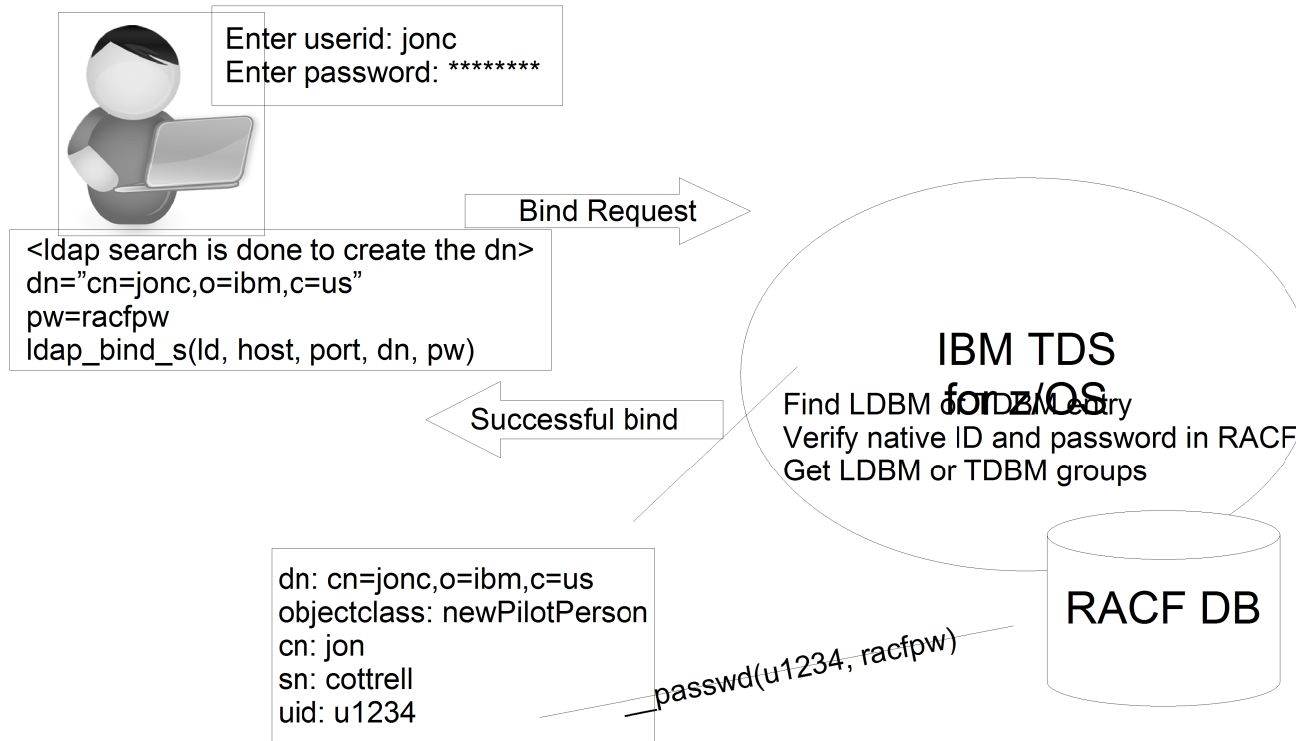 Enter userid: jonc
Enter password: ********
<ldap search is done to create the dn>
dn=”cn=jonc,o=ibm,c=us”
pw=racfpw
ldap_bind_s(ld, host, port, dn, pw)
Bind Request
Successful bind
IBM TDS
for z/OS
Find LDBM or TDBM entry
Verify native ID and password in RACF
Get LDBM or TDBM groups
RACF DB
dn: cn=jonc,o=ibm,c=us
objectclass: newPilotPerson
cn: jon
sn: cottrell
uid: u1234
__passwd(u1234, racfpw)